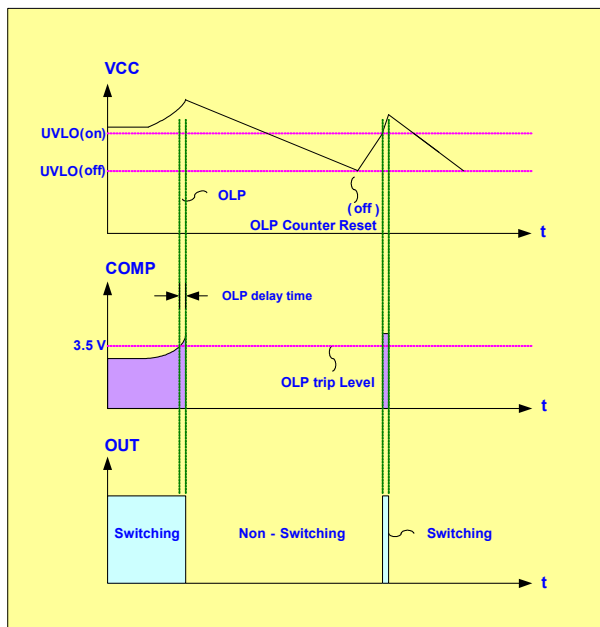 VCC
UVLO(on)
UVLO(off)
OLP
(off)
OLP Counter Reset
t
COMP
OLP delay time
3.5 V
OLP trip Level
t
OUT
Switching
Non - Switching
Switching
t